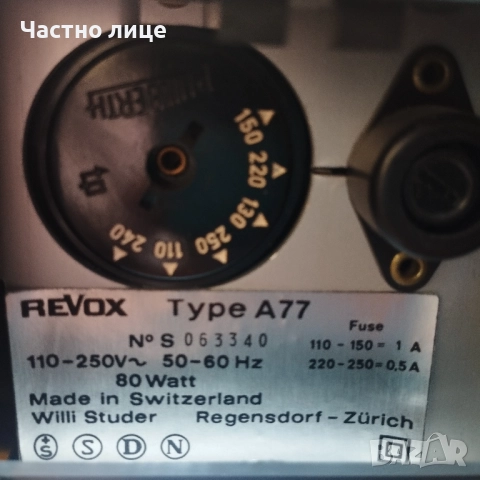 Частно лице
150 220 130 250 110 240
REVOX Type A77
Nº S 063340
110-250V~ 50-60 Hz
80 Watt
Made in Switzerland
Willi Studer Regensdorf-Zürich
S S D N
Fuse
110 - 150 = 1 A
220 - 250 = 0,5 A
BAZAR